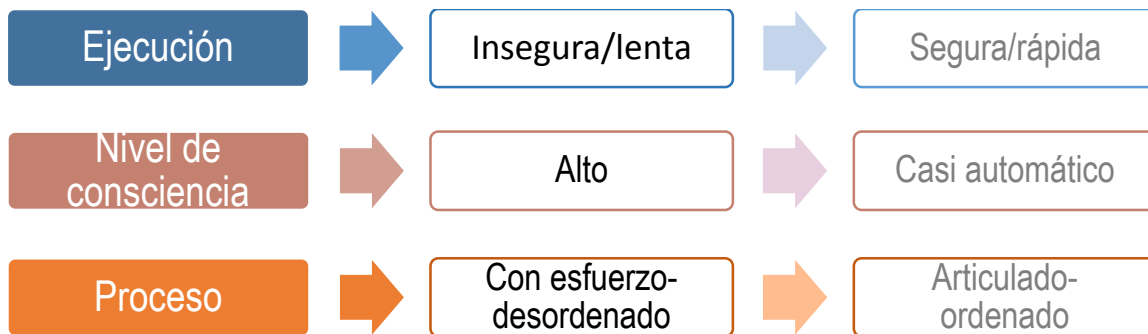 Ejecución
Insegura/lenta
Segura/rápida
Nivel de
consciencia
Alto
Casi automático
Proceso
Con esfuerzo-
desordenado
Articulado-
ordenado